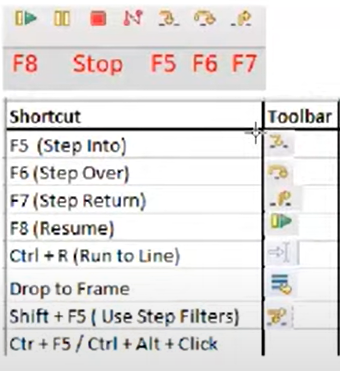 F8 Stop F5 F6 F7
Shortcut Toolbar
F5 (Step Into)
F6 (Step Over)
F7 (Step Return)
F8 (Resume)
Ctrl + R (Run to Line)
Drop to Frame
Shift + F5 ( Use Step Filters)
Ctr + F5 / Ctrl + Alt + Click